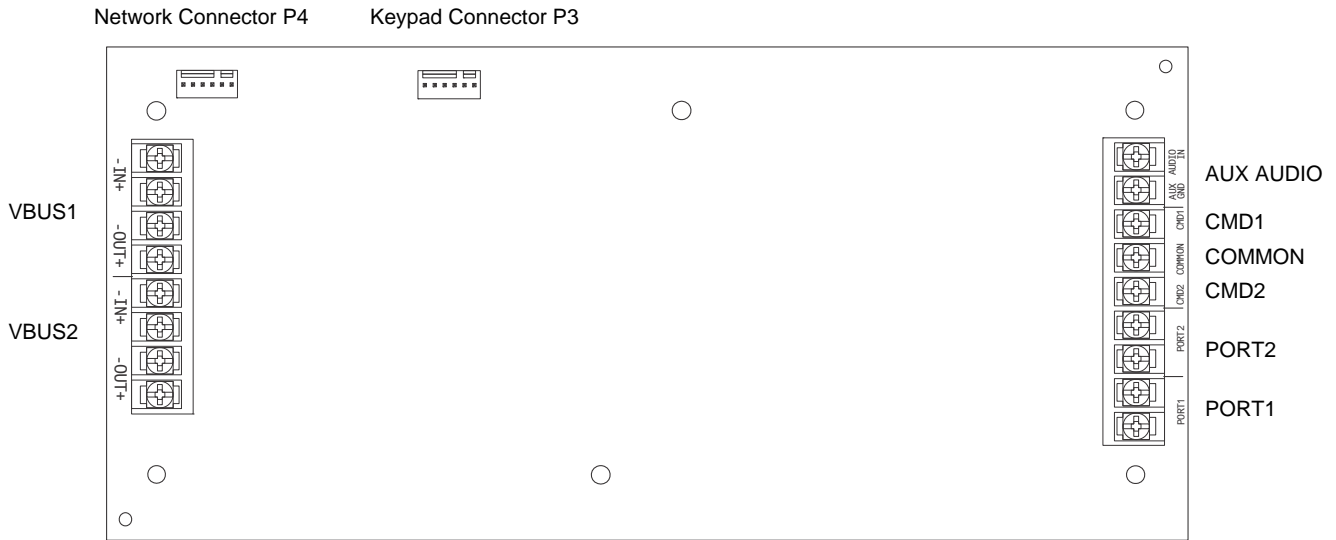 Network Connector P4
Keypad Connector P3
VBUS1
-IN+
-OUT+
VBUS2
-IN+
-OUT+
AUDIO
IN
AUX
GND
CMD1
COMMON
CMD2
PORT2
PORT1
AUX AUDIO
CMD1
COMMON
CMD2
PORT2
PORT1